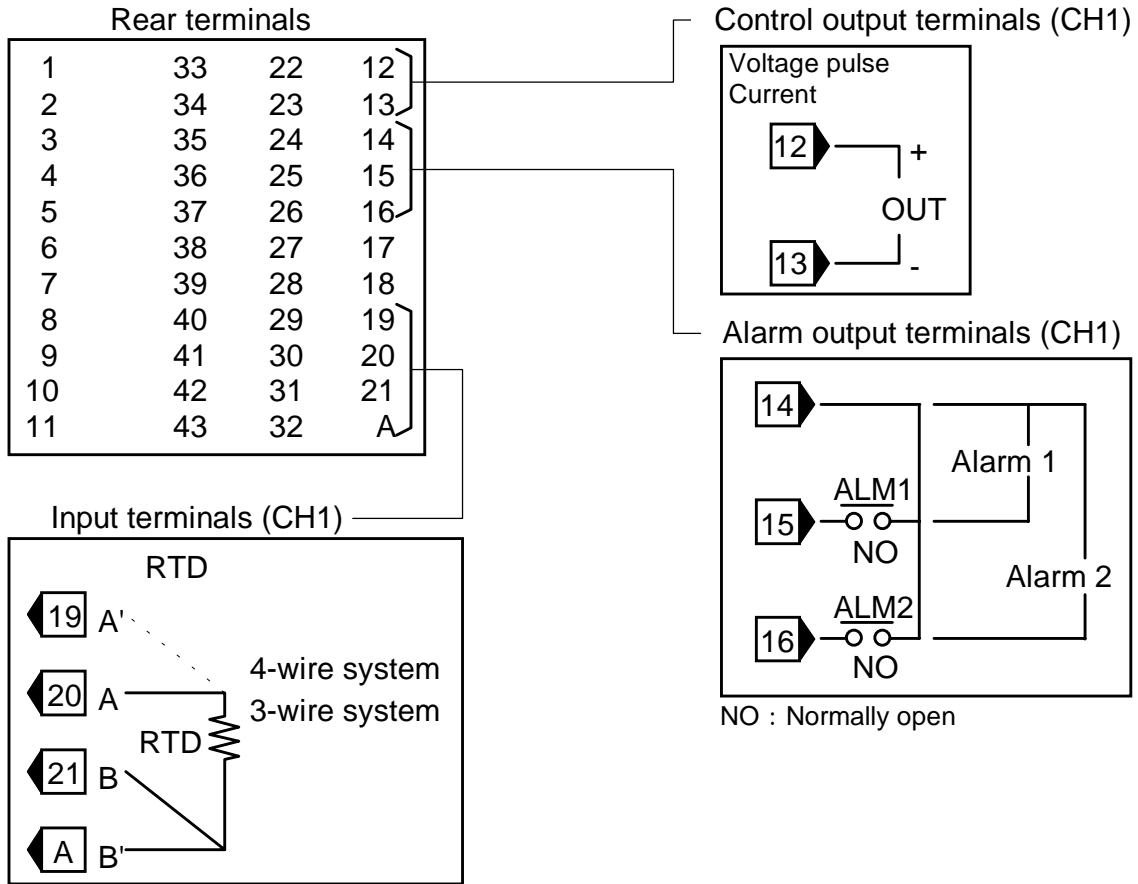 Rear terminals
1 33 22 12
2 34 23 13
3 35 24 14
4 36 25 15
5 37 26 16
6 38 27 17
7 39 28 18
8 40 29 19
9 41 30 20
10 42 31 21
11 43 32 A
Control output terminals (CH1)
Voltage pulse
Current
12 +
OUT
13 -
Alarm output terminals (CH1)
14
Alarm 1
ALM1
15
NO
Alarm 2
ALM2
16
NO
NO : Normally open
Input terminals (CH1)
RTD
19 A'
4-wire system
20 A
3-wire system
RTD
21 B
A B'